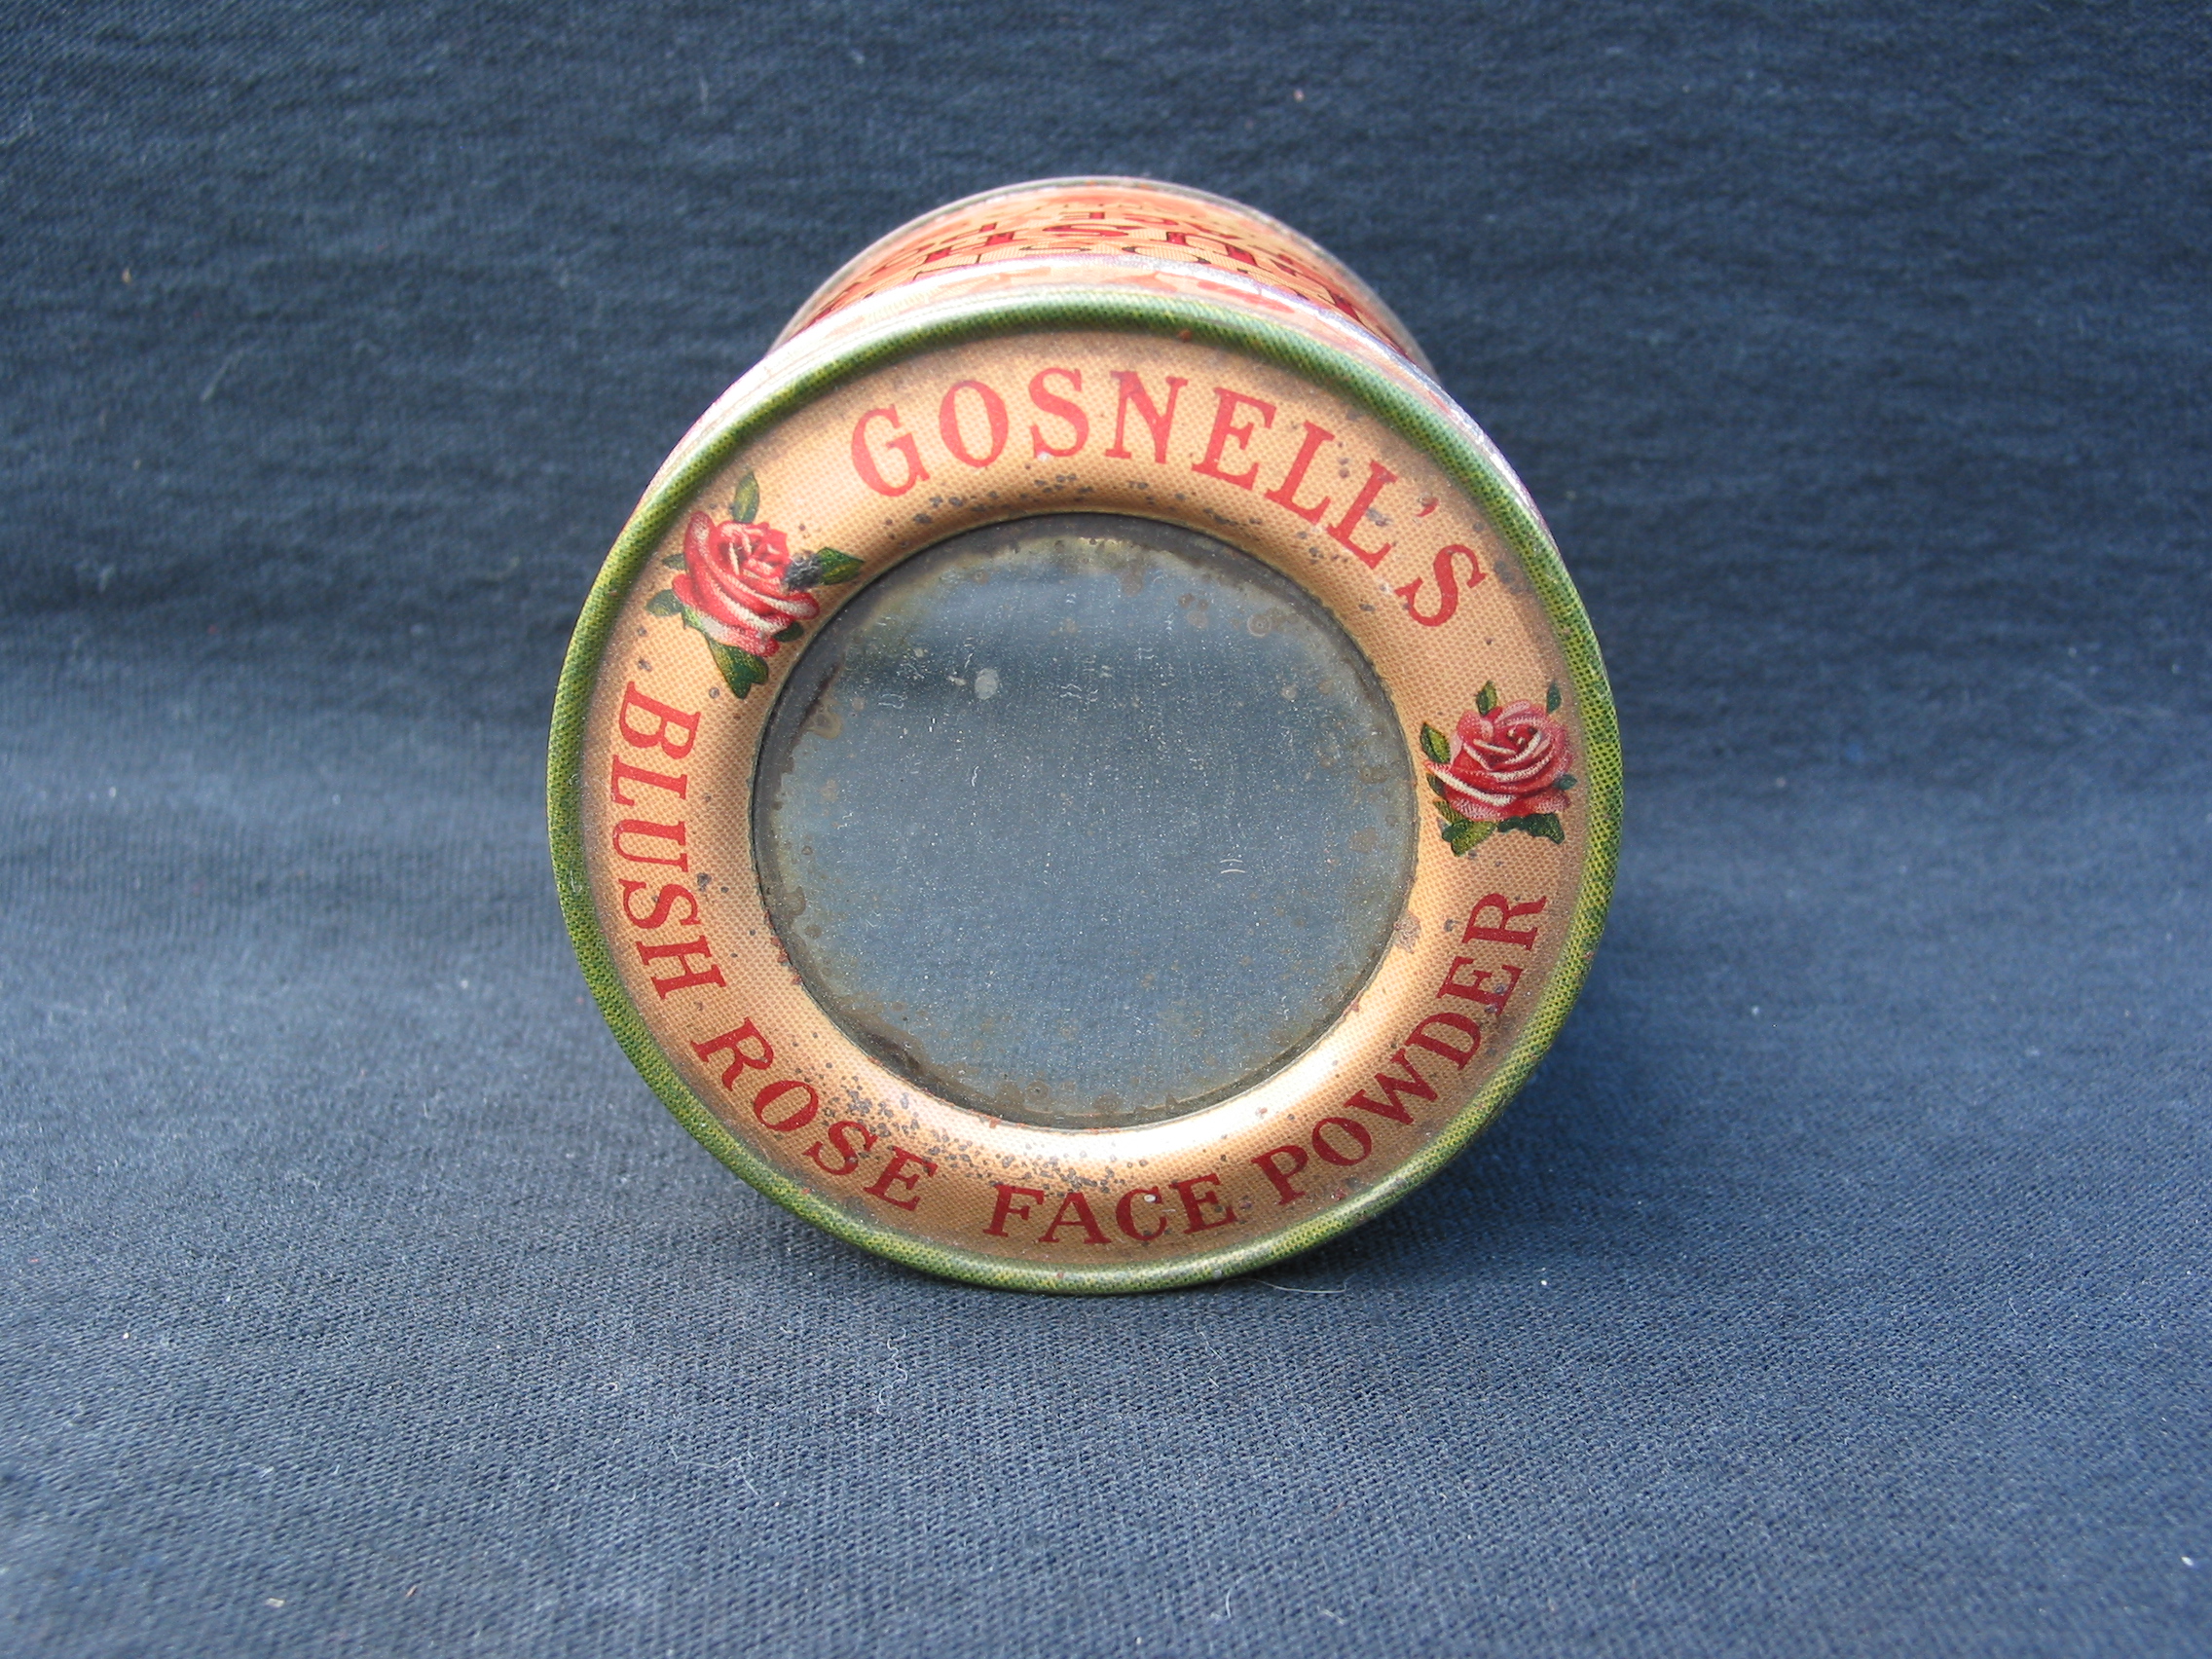 GOSNELL'S
BLUSH ROSE FACE POWDER